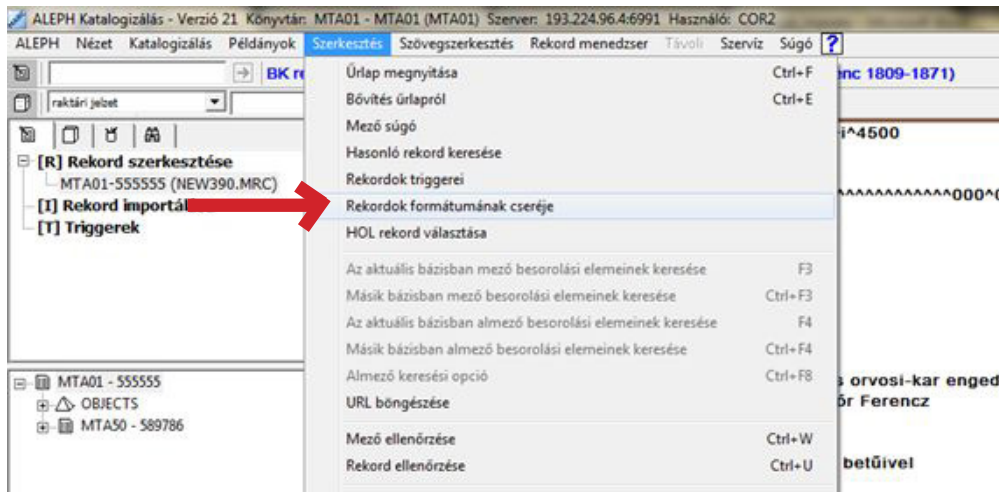 ALEPH Katalogizálás - Verzió 21 Könyvtár: MTA01 - MTA01 (MTA01) Szerver: 193.224.96.4:6991 Használó: COR2
ALEPH Nézet Katalogizálás Példányok Szerkesztés Szövegszerkesztés Rekord menedzser Távoli Szerviz Súgó ?
BK re
Űrlap megnyitása Ctrl+F
enc 1809-1871)
raktári jelzet
Bővítés űrlapról Ctrl+E
Mező súgó
i^4500
Hasonló rekord keresése
[R] Rekord szerkesztése
Rekordok triggerei
MTA01-555555 (NEW390.MRC)
Rekordok formátumának cseréje
[I] Rekord importál
[T] Triggerek
HOL rekord választása
Az aktuális bázisban mező besorolási elemeinek keresése F3
Másik bázisban mező besorolási elemeinek keresése Ctrl+F3
Az aktuális bázisban almező besorolási elemeinek keresése F4
Másik bázisban almező besorolási elemeinek keresése Ctrl+F4
Almező keresési opció Ctrl+F8
MTA01 - 555555
s orvosi-kar enged
OBJECTS
URL böngészése
ór Ferencz
MTA50 - 589786
Mező ellenőrzése Ctrl+W
Rekord ellenőrzése Ctrl+U
betűivel